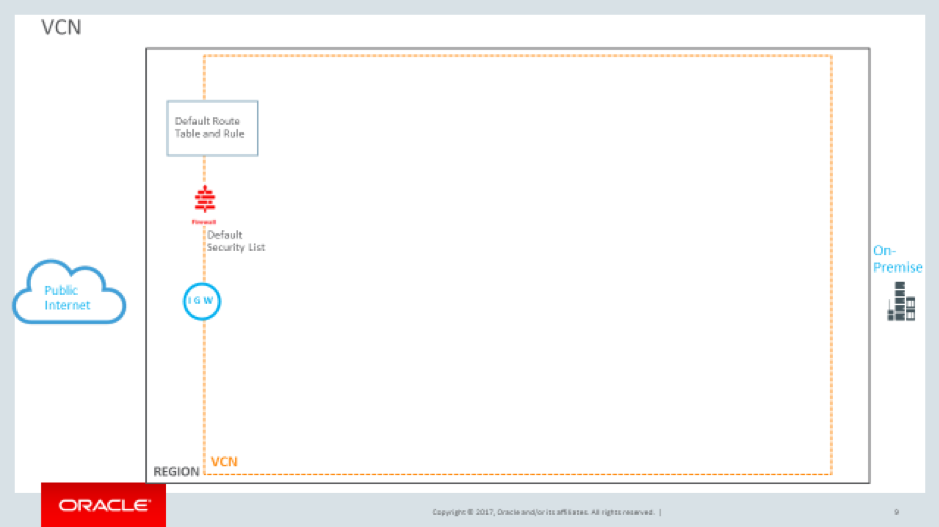 VCN
Default Route
Table and Rule
Firewall
Default
Security List
On-
Premise
Public
Internet
I G W
VCN
REGION
ORACLE®
Copyright © 2017, Oracle and/or its affiliates. All rights reserved. |
9